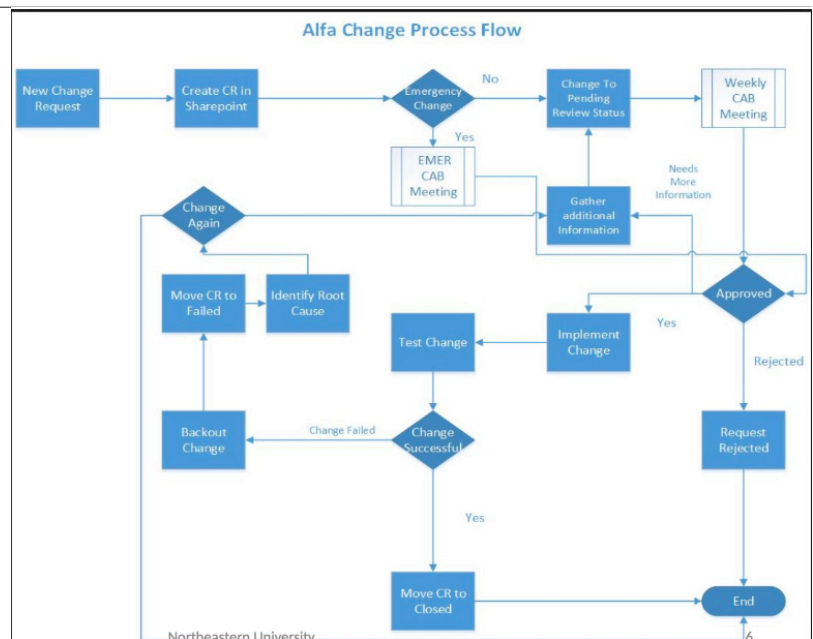 Alfa Change Process Flow
New Change
Request
Create CR in
Sharepoint
Emergency
Change
No
Change To
Pending
Review Status
Weekly
CAB
Meeting
Yes
EMER
CAB
Meeting
Needs
More
Information
Change
Again
Gather
additional
Information
Move CR to
Failed
Identify Root
Cause
Approved
Test Change
Implement
Change
Yes
Rejected
Backout
Change
Change Failed
Change
Successful
Request
Rejected
Yes
Move CR to
Closed
End
Northeastern University
6